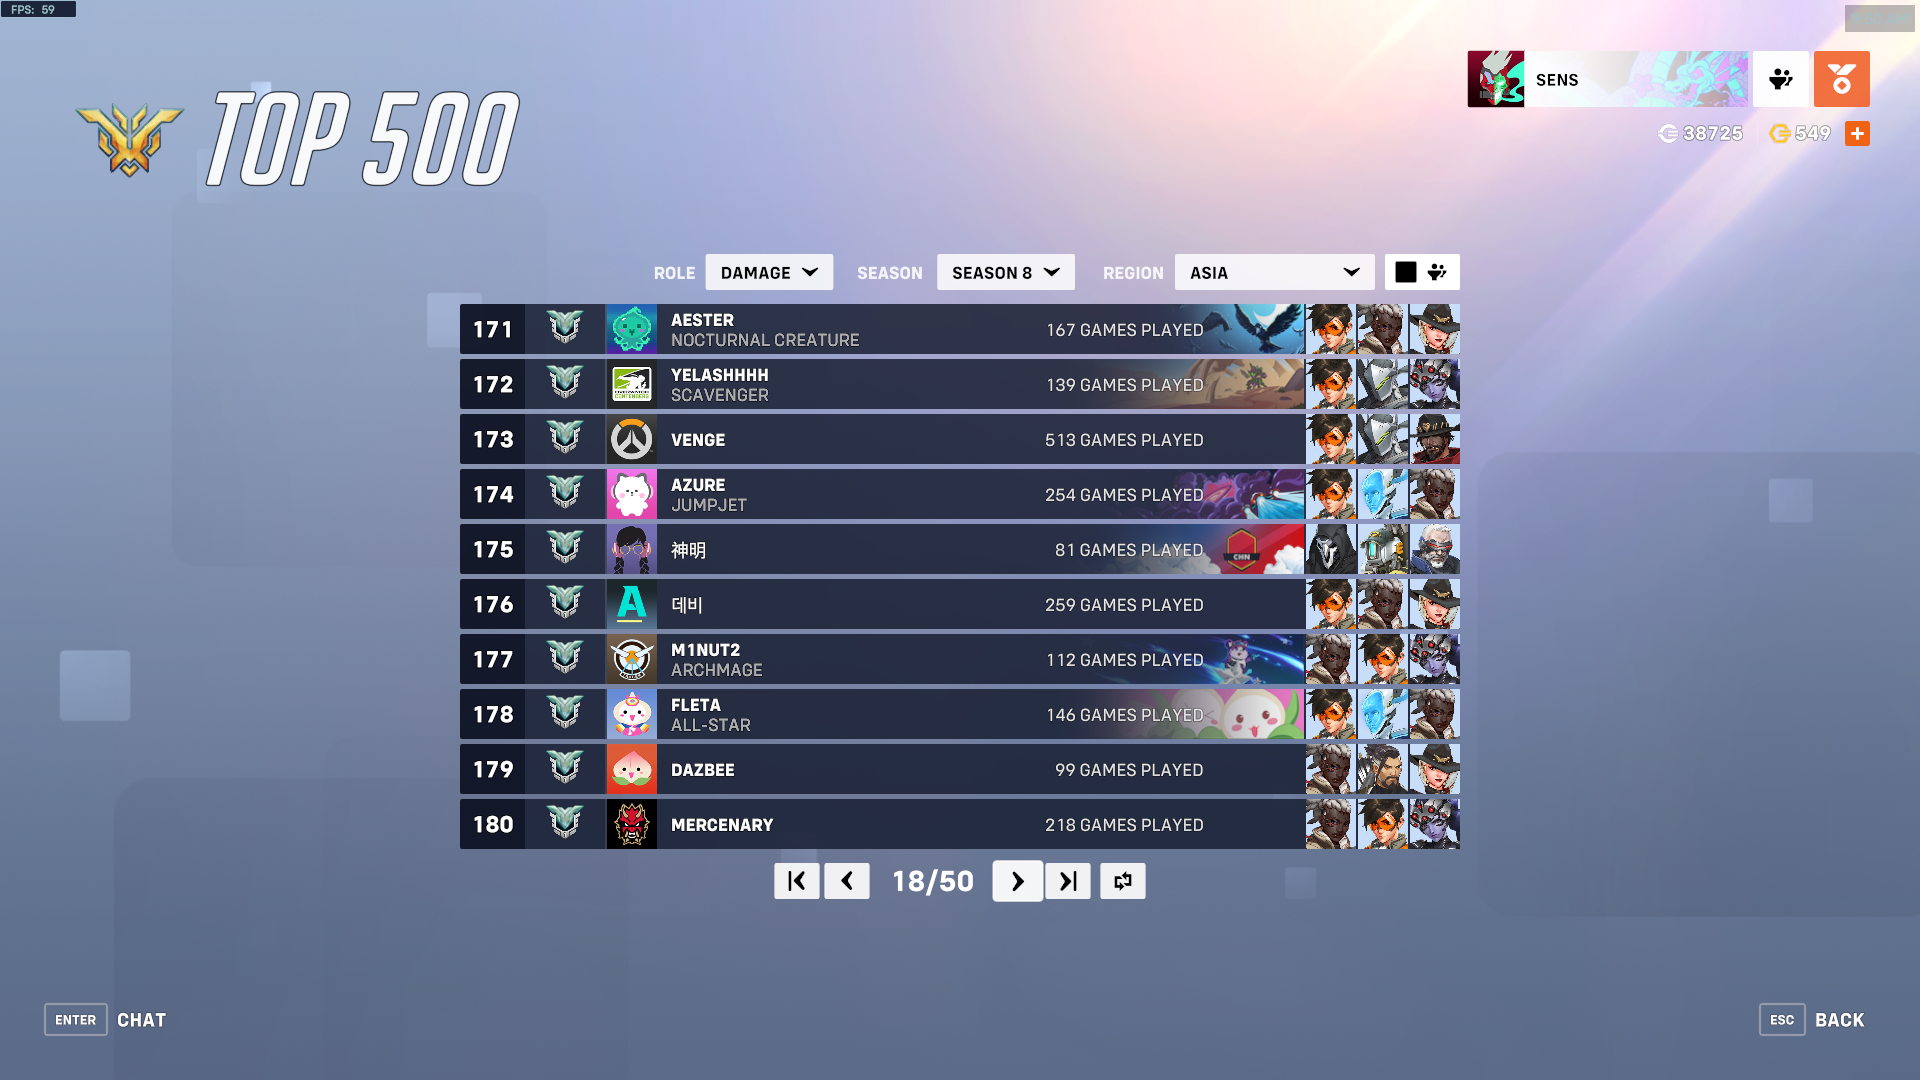 FPS: 59
TOP 500
SENS
38725
549
ROLE DAMAGE SEASON SEASON 8 REGION ASIA
171 AESTER 167 GAMES PLAYED
NOCTURNAL CREATURE
172 YELASHHHH 139 GAMES PLAYED
SCAVENGER
173 VENGE 513 GAMES PLAYED
174 AZURE 254 GAMES PLAYED
JUMPJET
175 神明 81 GAMES PLAYED CHN
176 데비 259 GAMES PLAYED
177 M1NUT2 112 GAMES PLAYED
ARCHMAGE
178 FLETA 146 GAMES PLAYED
ALL-STAR
179 DAZBEE 99 GAMES PLAYED
180 MERCENARY 218 GAMES PLAYED
18/50
ENTER CHAT
ESC BACK